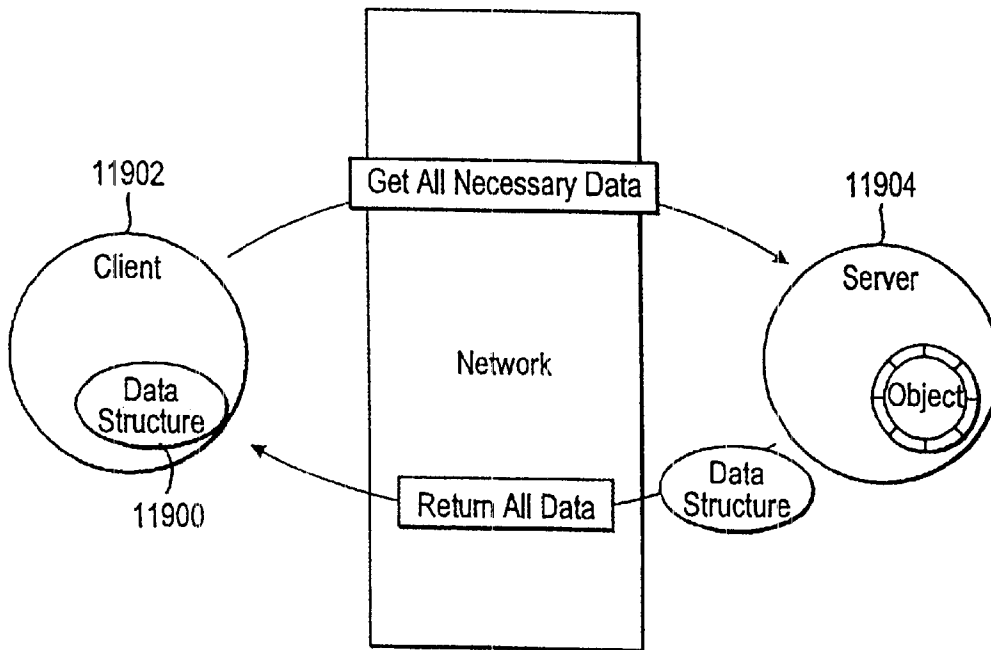 11902
Get All Necessary Data
11904
Client
Server
Network
Object
Data
Structure
11900
Return All Data
Data
Structure